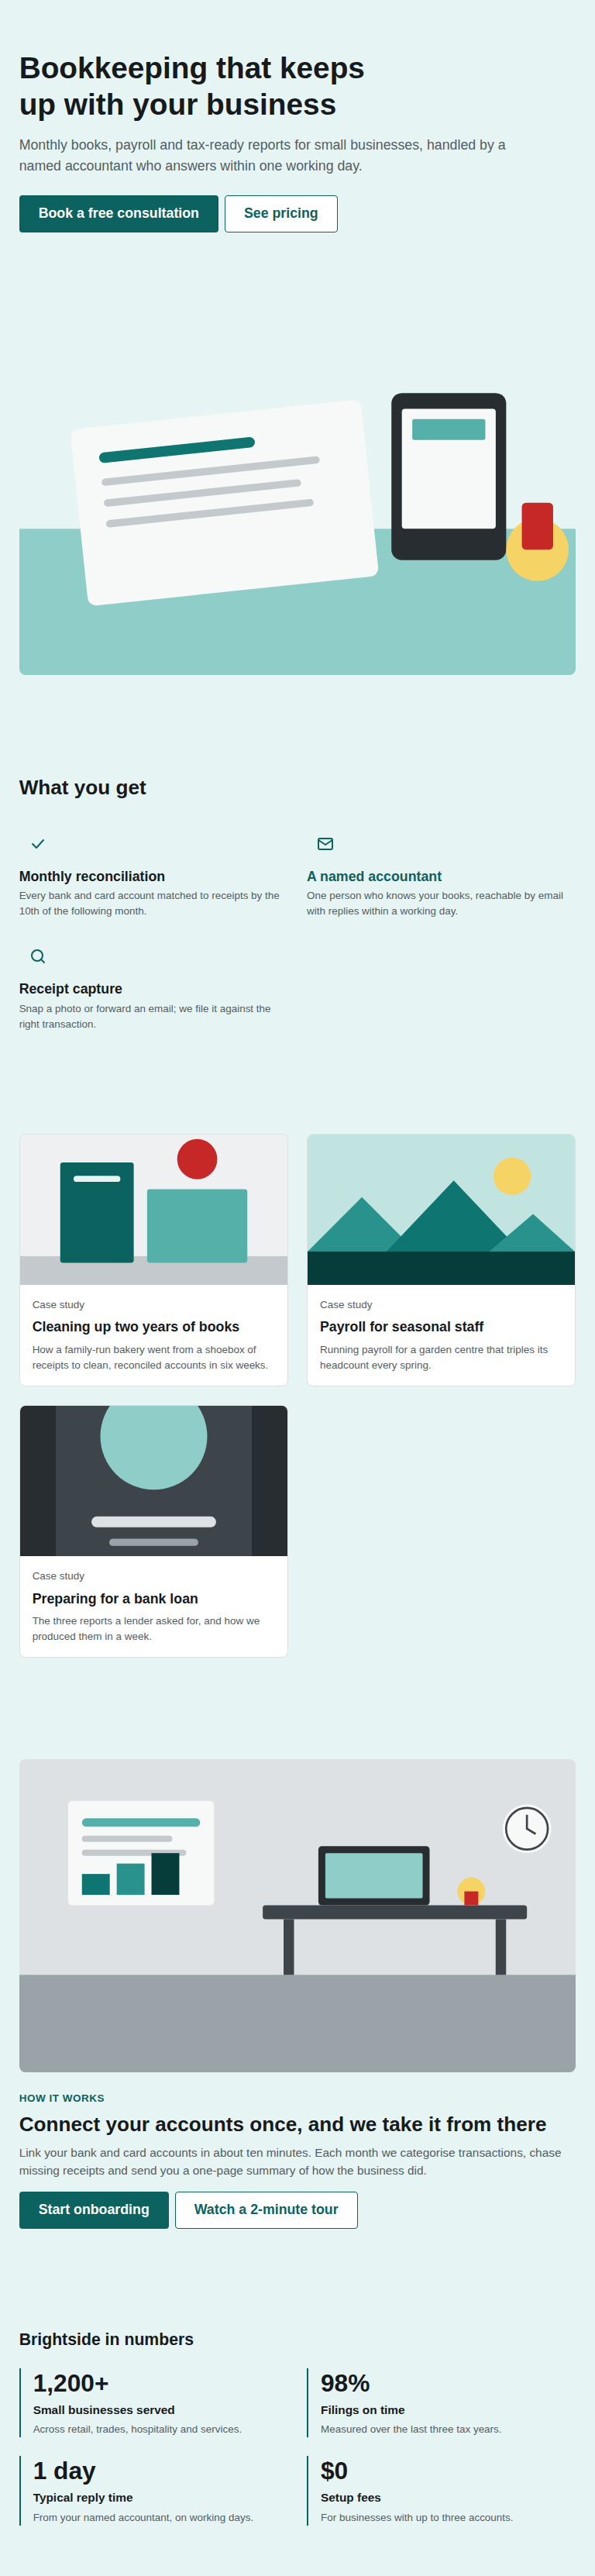 Bookkeeping that keeps
up with your business
Monthly books, payroll and tax-ready reports for small businesses, handled by a
named accountant who answers within one working day.
Book a free consultation
See pricing
What you get
Monthly reconciliation
Every bank and card account matched to receipts by the
10th of the following month.
A named accountant
One person who knows your books, reachable by email
with replies within a working day.
Receipt capture
Snap a photo or forward an email; we file it against the
right transaction.
Case study
Cleaning up two years of books
How a family-run bakery went from a shoebox of
receipts to clean, reconciled accounts in six weeks.
Case study
Payroll for seasonal staff
Running payroll for a garden centre that triples its
headcount every spring.
Case study
Preparing for a bank loan
The three reports a lender asked for, and how we
produced them in a week.
HOW IT WORKS
Connect your accounts once, and we take it from there
Link your bank and card accounts in about ten minutes. Each month we categorise transactions, chase
missing receipts and send you a one-page summary of how the business did.
Start onboarding
Watch a 2-minute tour
Brightside in numbers
1,200+
Small businesses served
Across retail, trades, hospitality and services.
98%
Filings on time
Measured over the last three tax years.
1 day
Typical reply time
From your named accountant, on working days.
$0
Setup fees
For businesses with up to three accounts.